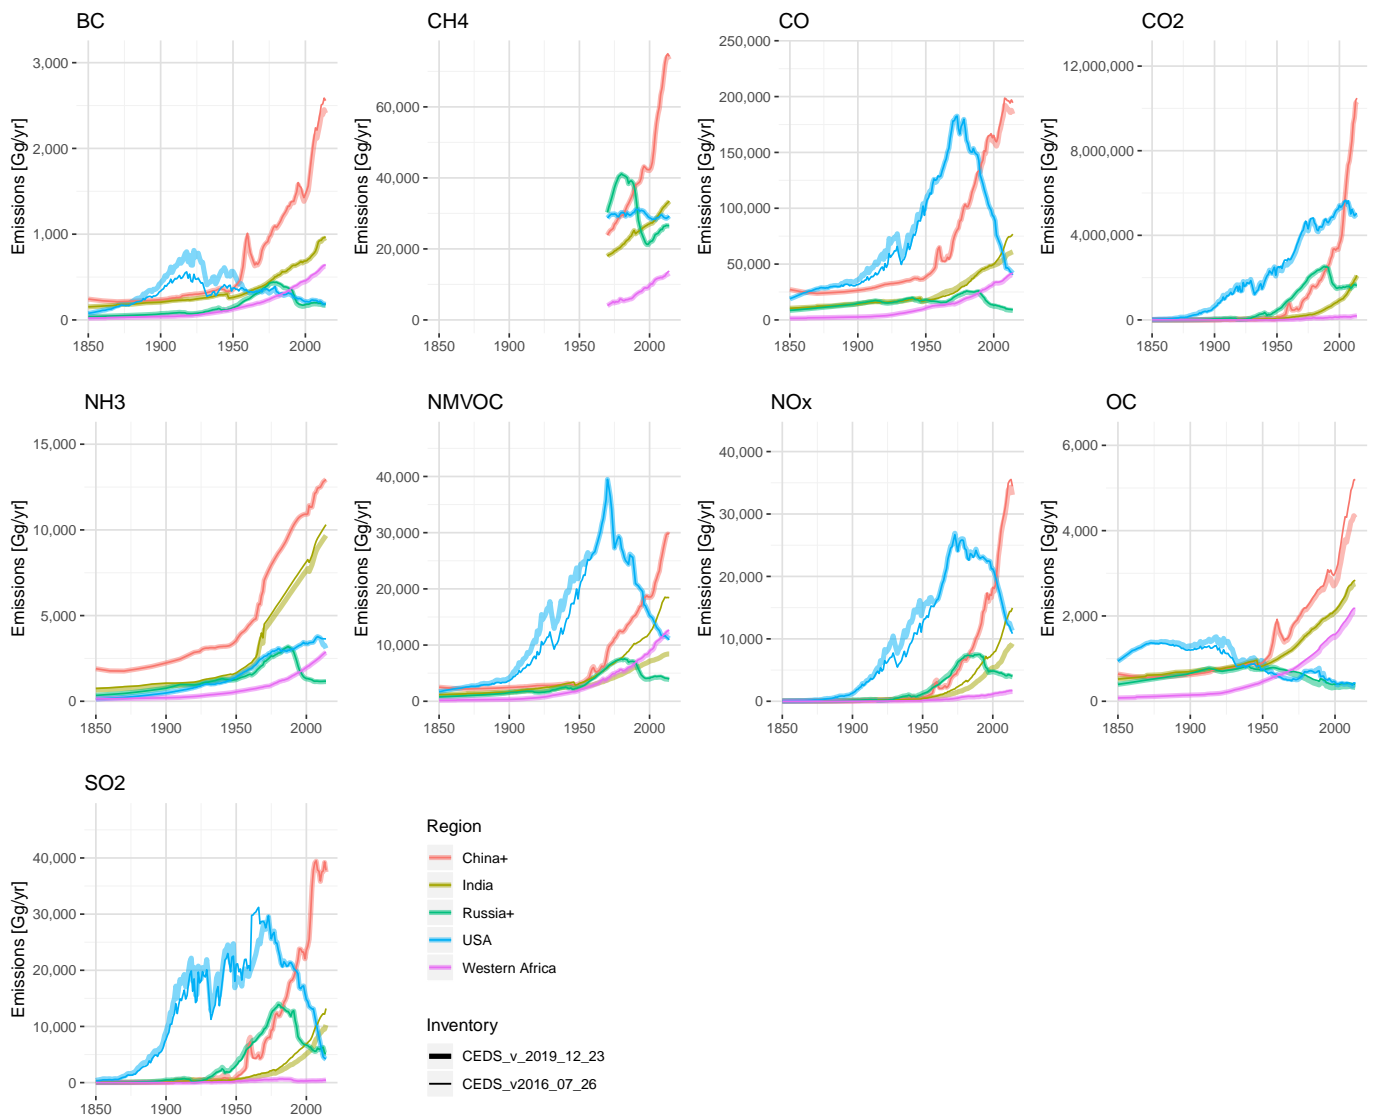 BC
CH4
CO
CO2
Emissions [Gg/yr]
3,000
2,000
1,000
0
1850
1900
1950
2000
Emissions [Gg/yr]
60,000
40,000
20,000
0
1850
1900
1950
2000
Emissions [Gg/yr]
250,000
200,000
150,000
100,000
50,000
0
1850
1900
1950
2000
Emissions [Gg/yr]
12,000,000
8,000,000
4,000,000
0
1850
1900
1950
2000
NH3
NMVOC
NOx
OC
Emissions [Gg/yr]
15,000
10,000
5,000
0
1850
1900
1950
2000
Emissions [Gg/yr]
40,000
30,000
20,000
10,000
0
1850
1900
1950
2000
Emissions [Gg/yr]
40,000
30,000
20,000
10,000
0
1850
1900
1950
2000
Emissions [Gg/yr]
6,000
4,000
2,000
0
1850
1900
1950
2000
SO2
Emissions [Gg/yr]
40,000
30,000
20,000
10,000
0
1850
1900
1950
2000
Region
China+
India
Russia+
USA
Western Africa
Inventory
CEDS_v_2019_12_23
CEDS_v2016_07_26